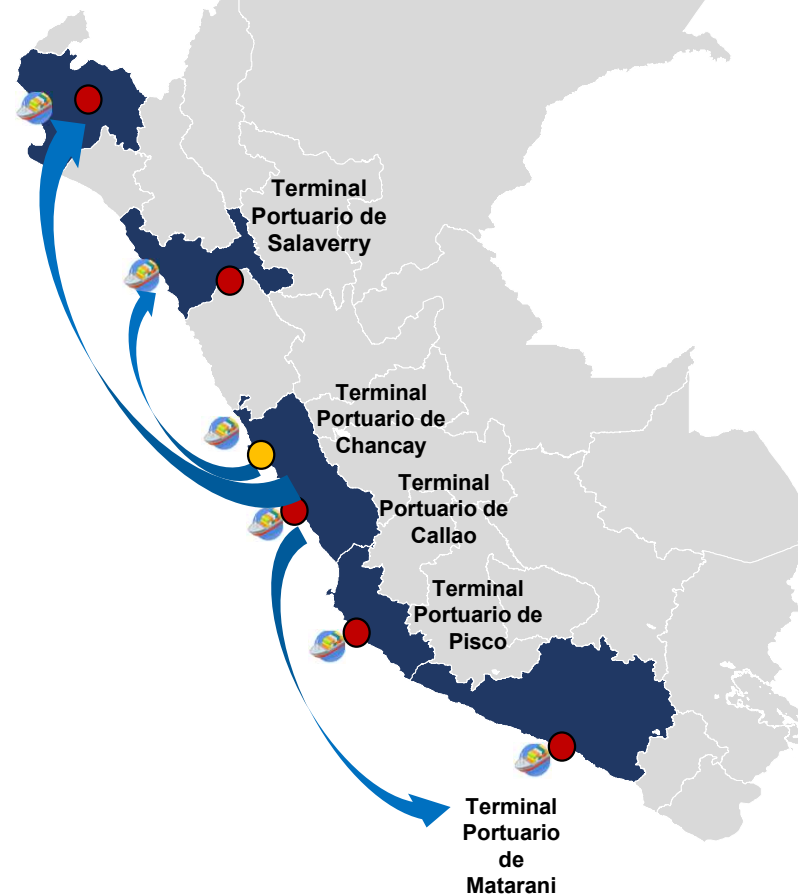 Terminal
Portuario de
Salaverry
Terminal
Portuario de
Chancay
Terminal
Portuario de
Callao
Terminal
Portuario de
Pisco
Terminal
Portuario
de
Matarani